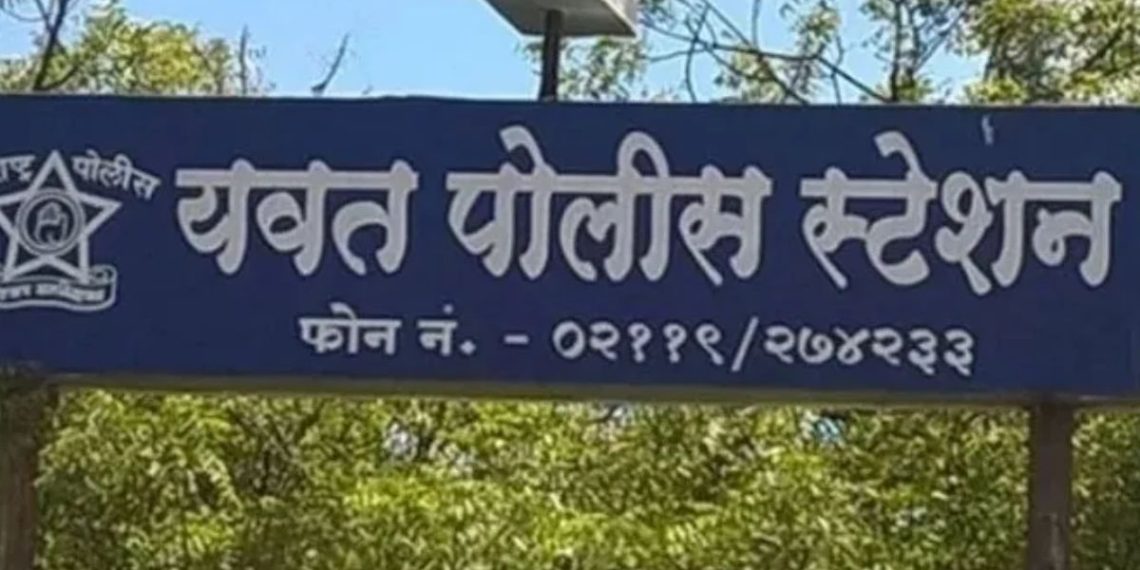 पोलीस
यवत पोलीस स्टेशन
फोन नं. - ०२११९/२७४२३३